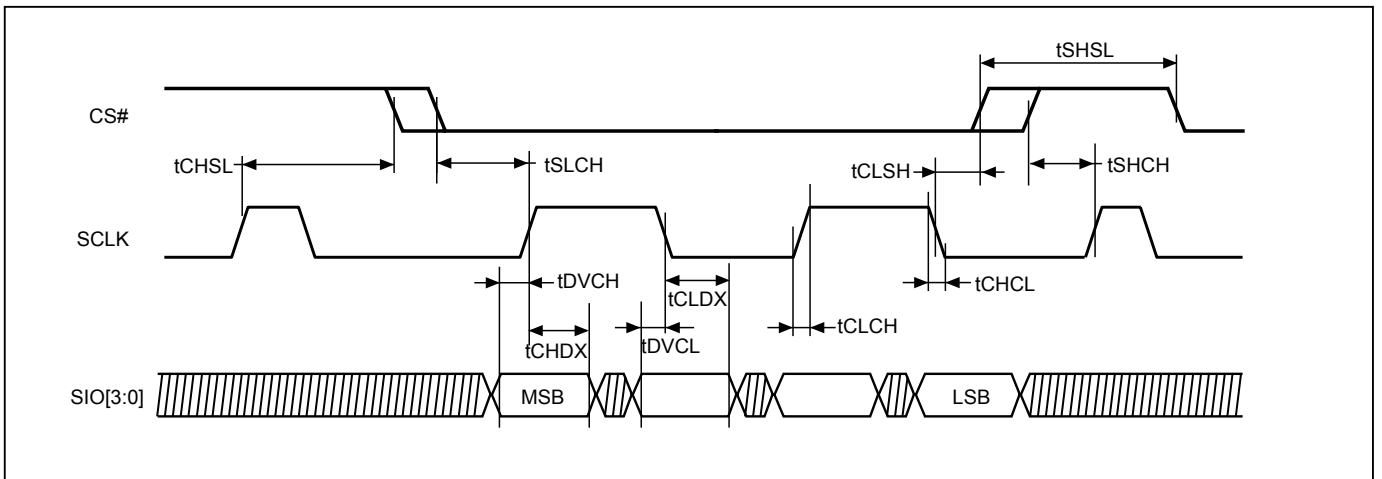 tSHSL
CS#
tCHSL
tSLCH
tCLSH
tSHCH
SCLK
tDVCH
tCLDX
tCHCL
tCLCH
tCHDX
tDVCL
SIO[3:0]
MSB
LSB